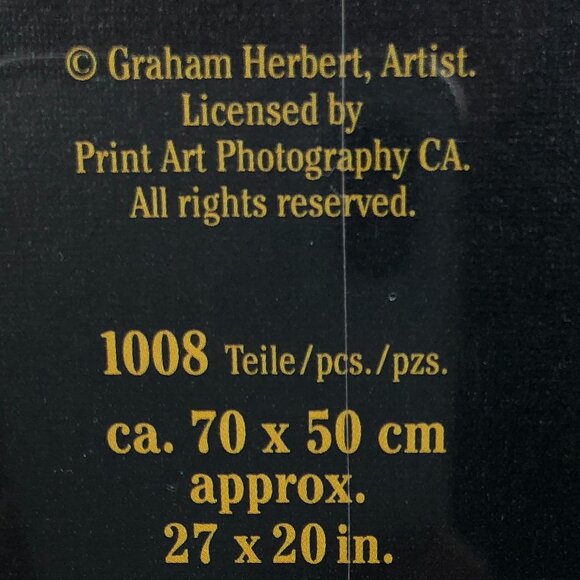 © Graham Herbert, Artist.
Licensed by
Print Art Photography CA.
All rights reserved.
1008 Teile/pcs./pzs.
ca. 70 x 50 cm
approx.
27 x 20 in.